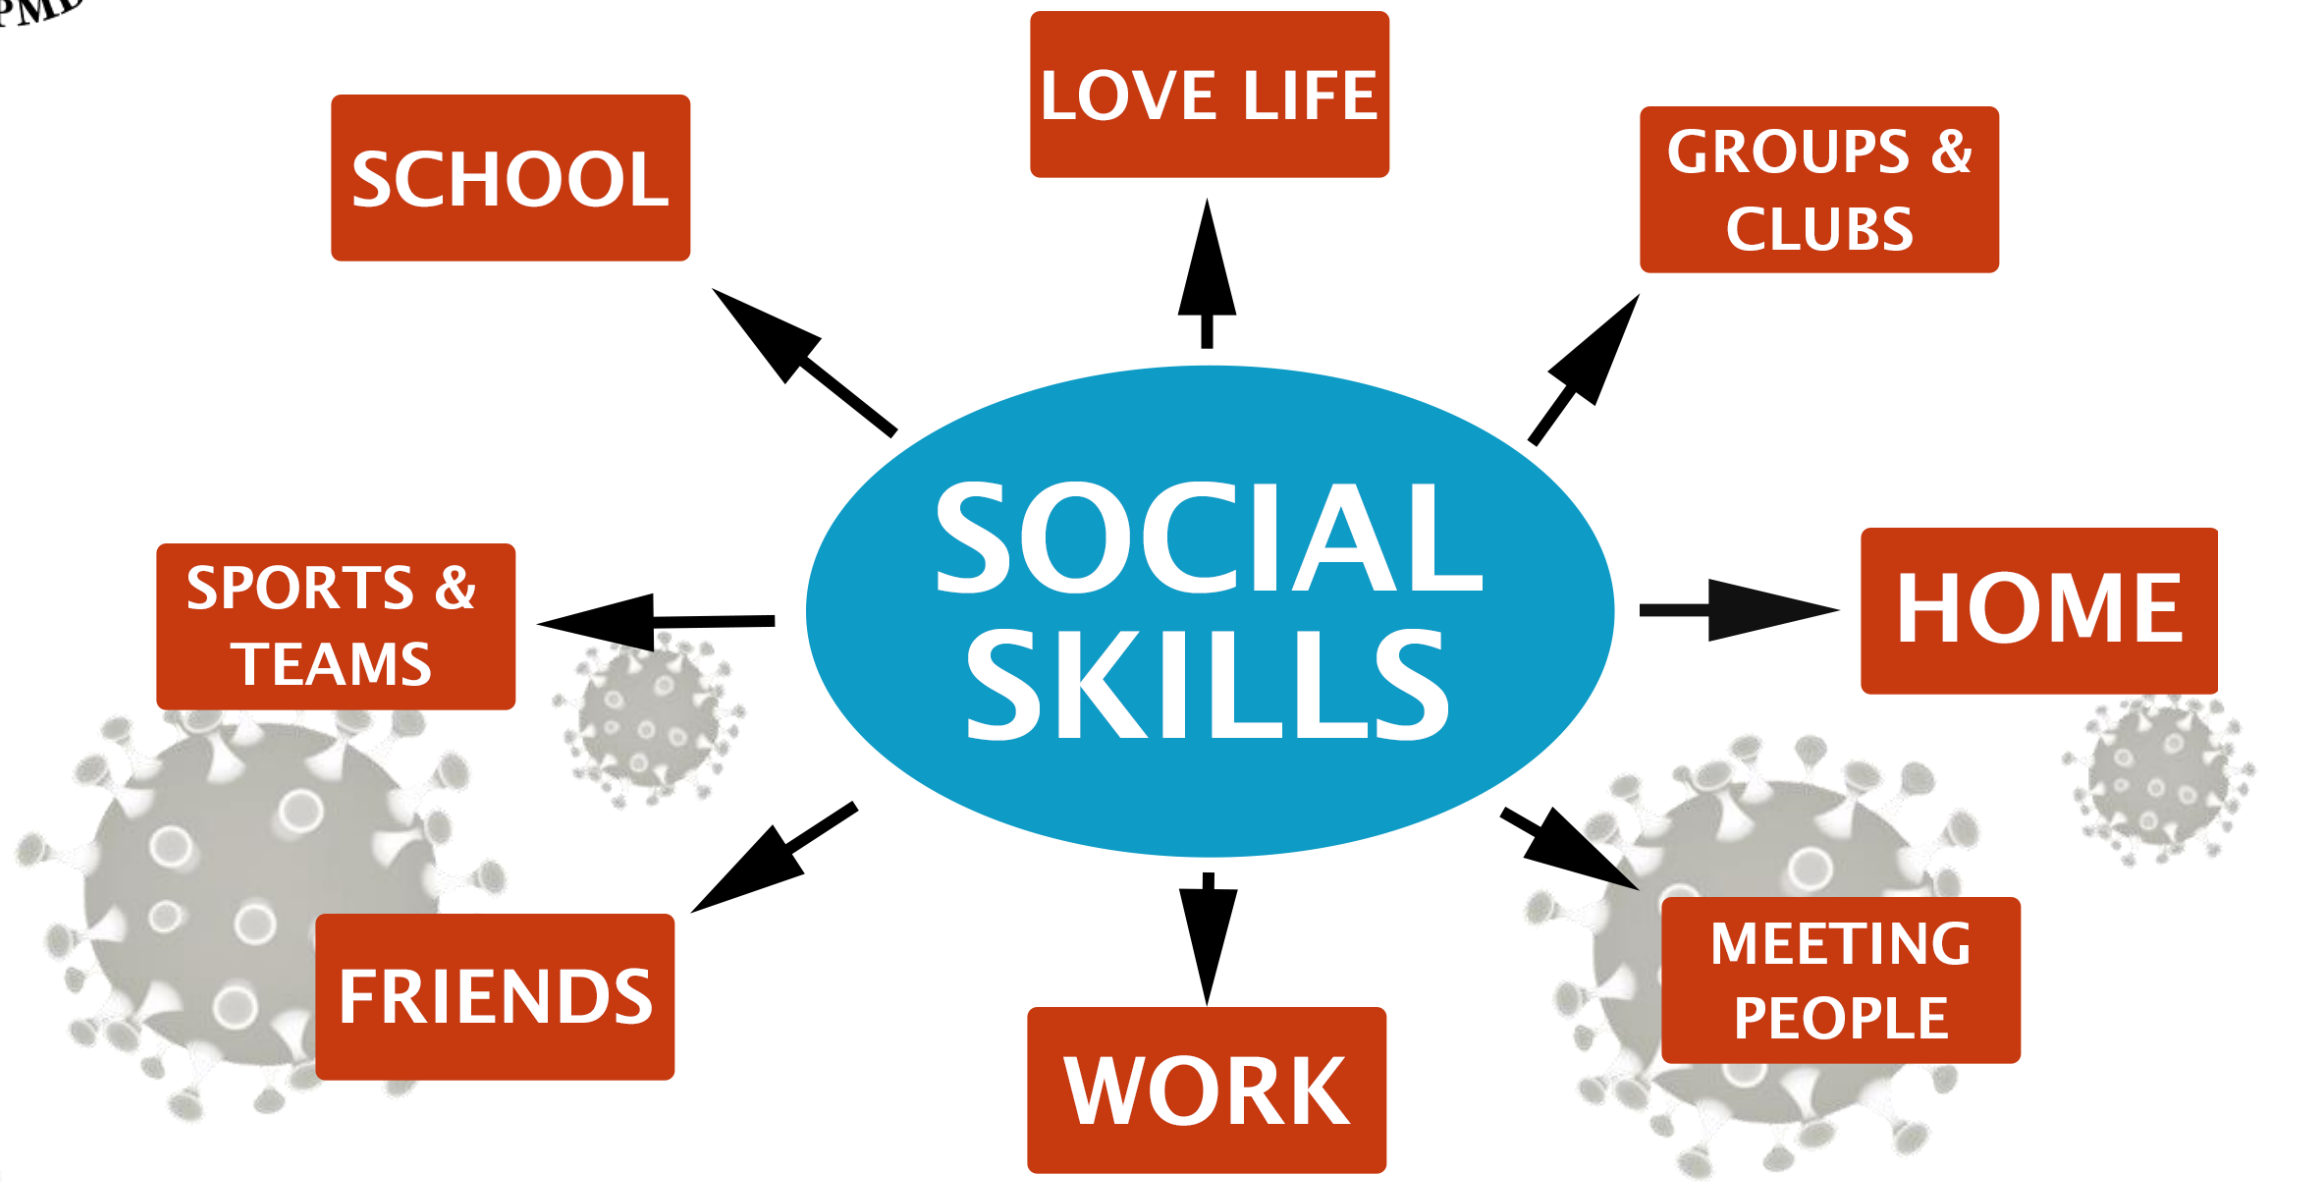 LOVE LIFE
SCHOOL
GROUPS &
CLUBS
SOCIAL
SKILLS
SPORTS &
TEAMS
HOME
FRIENDS
MEETING
PEOPLE
WORK